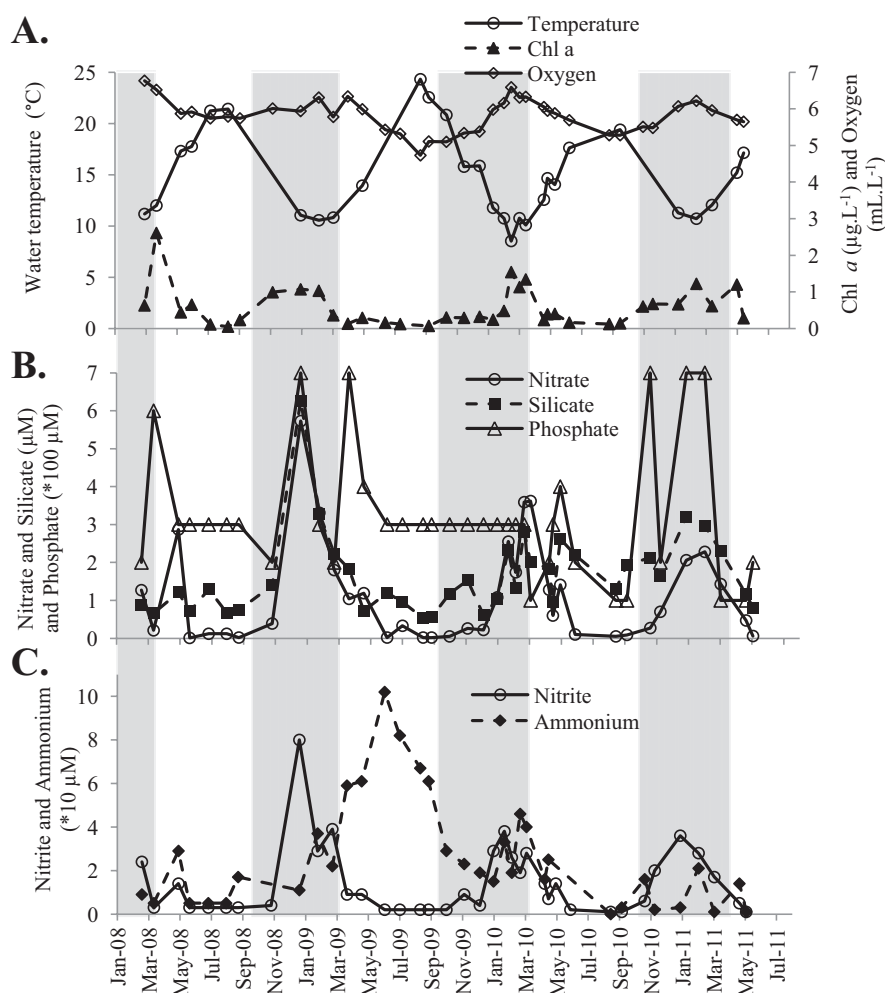 A.
Temperature
Chl a
Oxygen
25
20
15
10
5
0
Water temperature (°C)
7
6
5
4
3
2
1
0
Chl a (µg.L-1) and Oxygen
(mL.L-1)
B.
Nitrate
Silicate
Phosphate
7
6
5
4
3
2
1
0
Nitrate and Silicate (µM)
and Phosphate (*100 µM)
C.
Nitrite
Ammonium
10
8
6
4
2
0
Nitrite and Ammonium
(*10 µM)
Jan-08
Mar-08
May-08
Jul-08
Sep-08
Nov-08
Jan-09
Mar-09
May-09
Jul-09
Sep-09
Nov-09
Jan-10
Mar-10
May-10
Jul-10
Sep-10
Nov-10
Jan-11
Mar-11
May-11
Jul-11